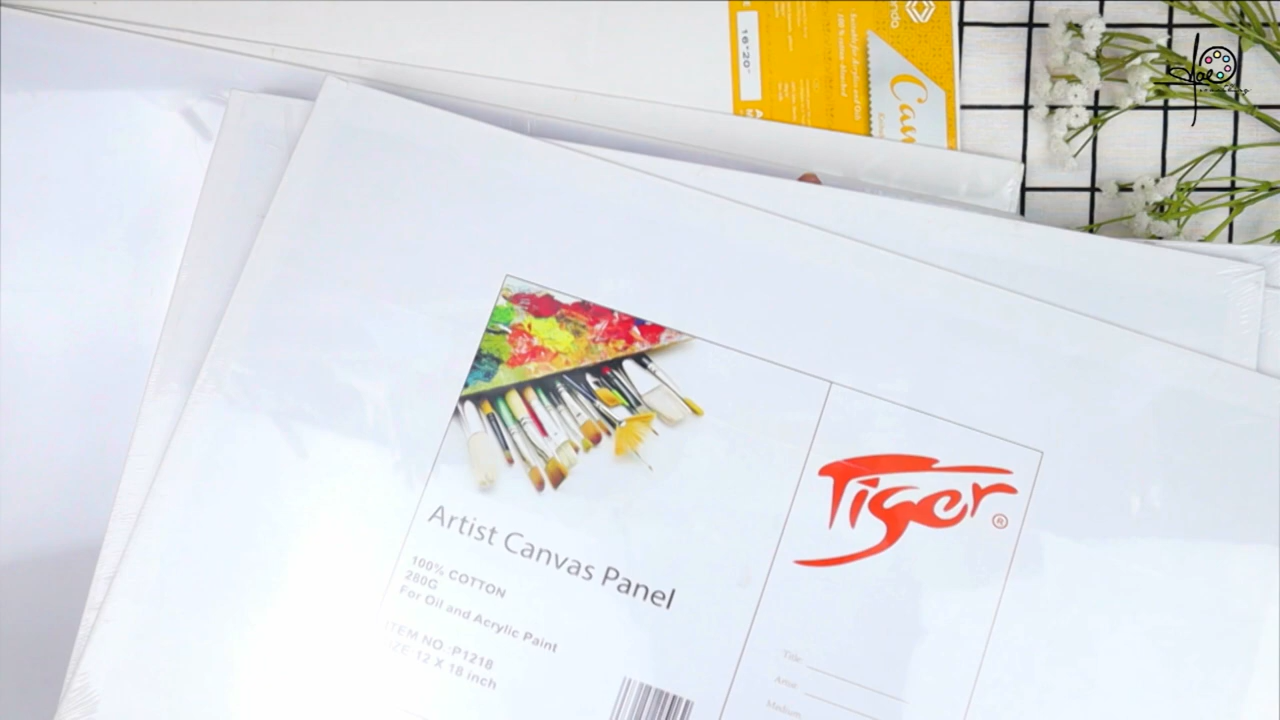 16"20"
Can
Artist Canvas Panel
100% COTTON
280G
For Oil and Acrylic Paint
ITEM NO.:P1218
SIZE: 12 X 18 inch
Tiger®
Title:
Artist:
Medium: